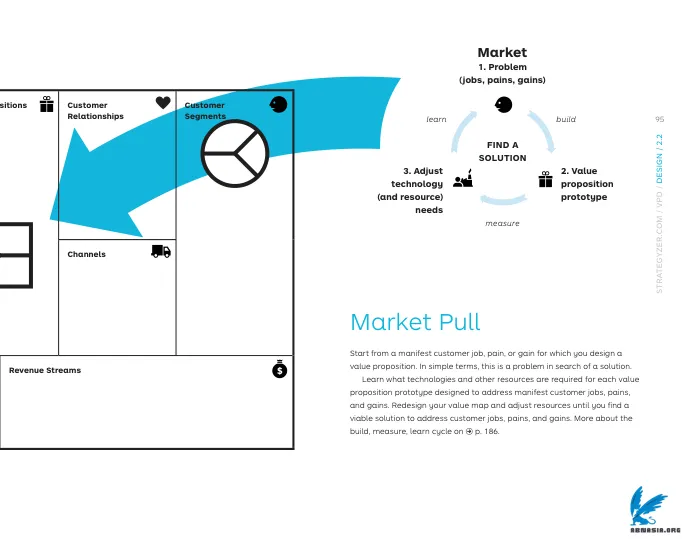 sitions
Customer
Relationships
Customer
Segments
Channels
Revenue Streams
$
Market
1. Problem
(jobs, pains, gains)
learn
build
FIND A
SOLUTION
3. Adjust
technology
(and resource)
needs
2. Value
proposition
prototype
measure
95
STRATEGYZER.COM / VPD / DESIGN / 2.2
Market Pull
Start from a manifest customer job, pain, or gain for which you design a
value proposition. In simple terms, this is a problem in search of a solution.
Learn what technologies and other resources are required for each value
proposition prototype designed to address manifest customer jobs, pains,
and gains. Redesign your value map and adjust resources until you find a
viable solution to address customer jobs, pains, and gains. More about the
build, measure, learn cycle on → p. 186.
ABNASIA.ORG